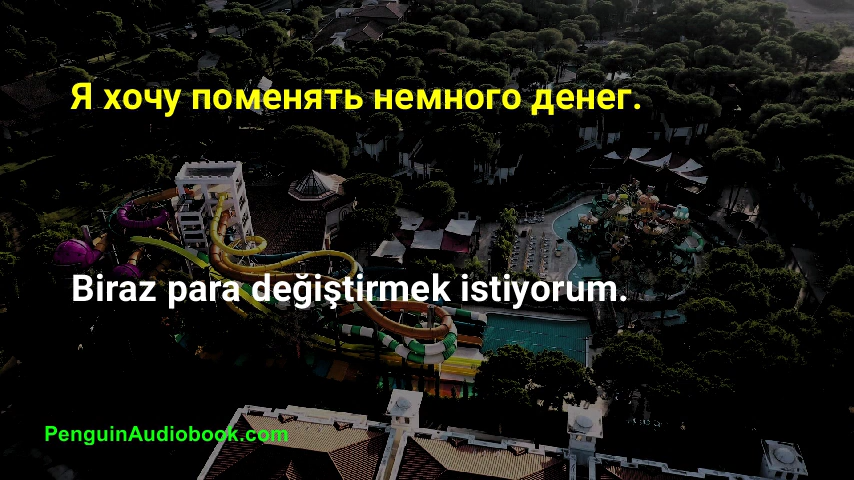 Я хочу поменять немного денег.
Biraz para değiştirmek istiyorum.
PenguinAudiobook.com